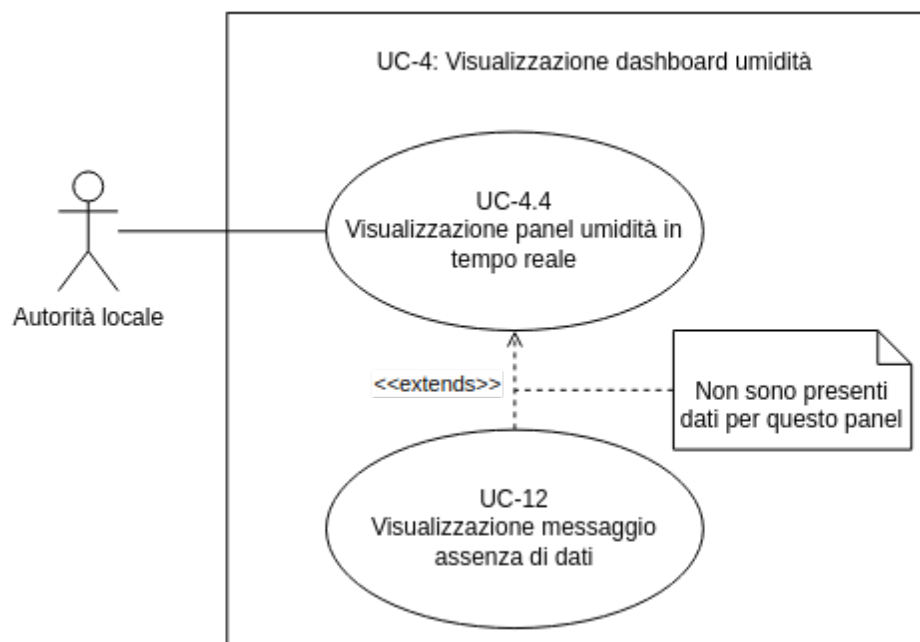 UC-4: Visualizzazione dashboard umidità
UC-4.4
Visualizzazione panel umidità in
tempo reale
Autorità locale
<<extends>>
Non sono presenti
dati per questo panel
UC-12
Visualizzazione messaggio
assenza di dati